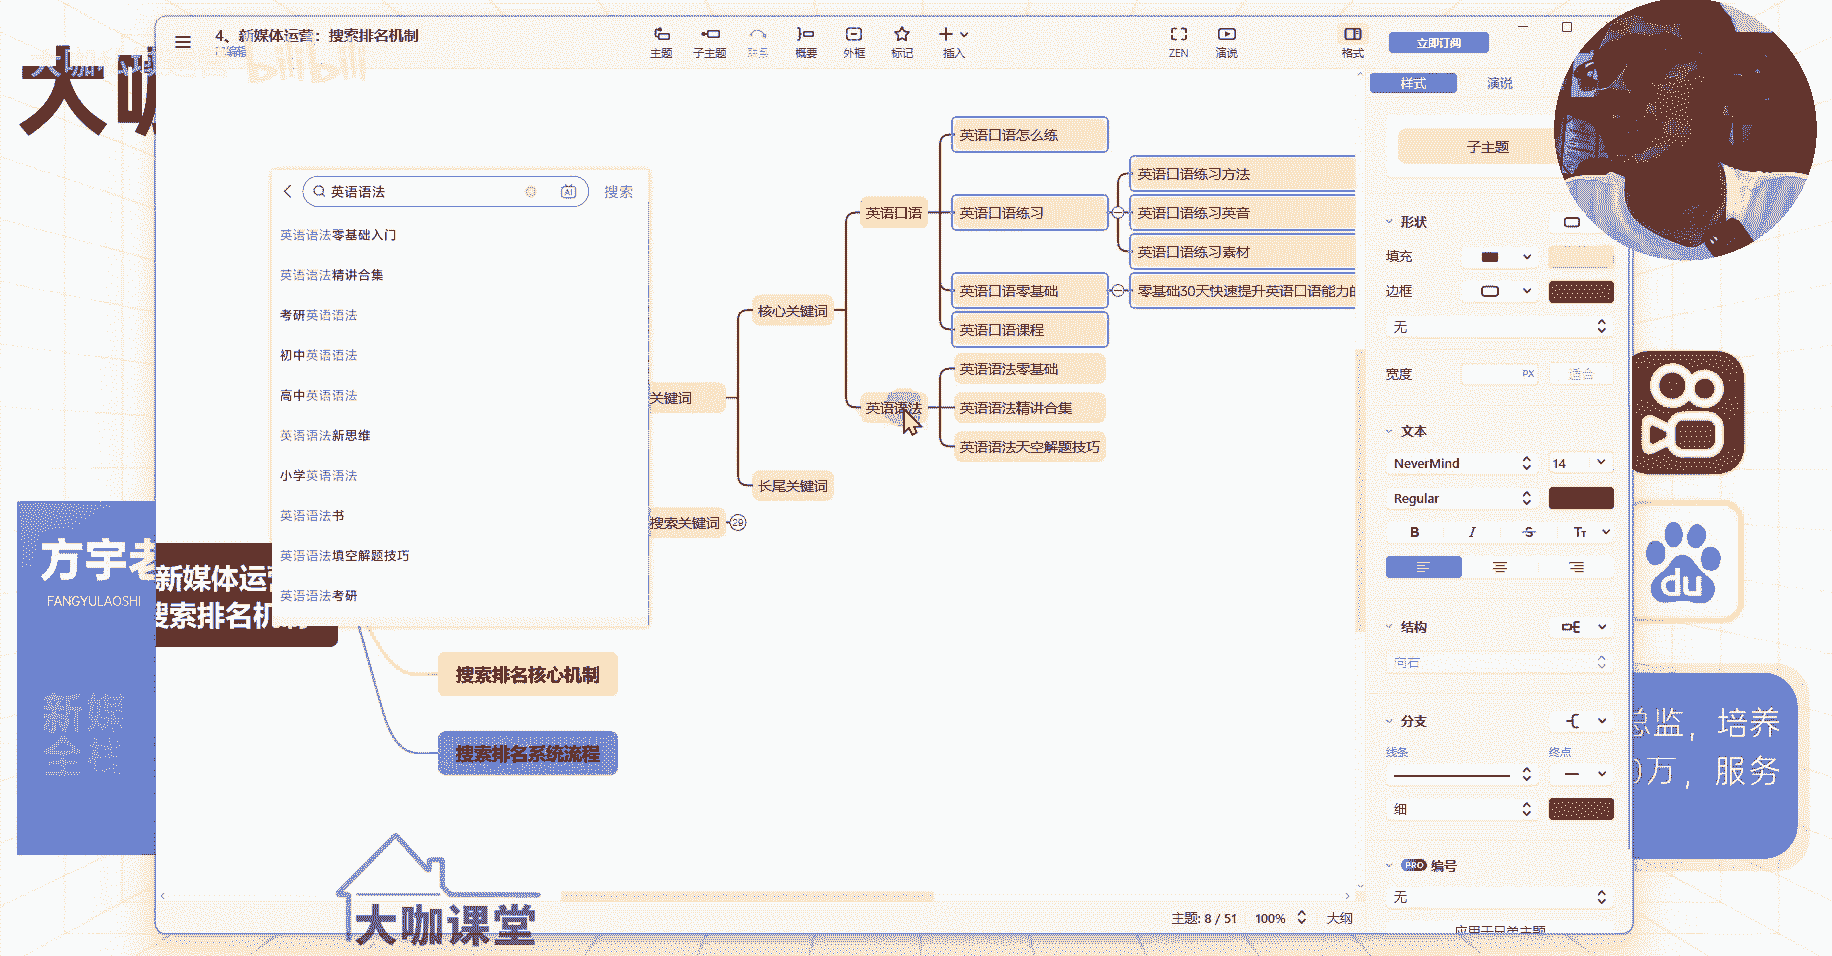 4、新媒体运营：搜索排名机制
已编辑
主题
子主题
联系
概要
外框
标记
插入
ZEN
演说
格式
立即订阅
大咖
英语语法
AI
搜索
英语语法零基础入门
英语语法精讲合集
考研英语语法
初中英语语法
高中英语语法
英语语法新思维
小学英语语法
英语语法书
英语语法填空解题技巧
英语语法考研
关键词
搜索关键词
29
核心关键词
长尾关键词
英语口语
英语语法
英语口语怎么练
英语口语练习
英语口语零基础
英语口语课程
英语口语练习方法
英语口语练习英音
英语口语练习素材
零基础30天快速提升英语口语能力的
英语语法零基础
英语语法精讲合集
英语语法天空解题技巧
新媒体运营
搜索排名机制
搜索排名核心机制
搜索排名系统流程
方宇老
FANGYULAOSHI
新媒
全栈
大咖课堂
样式
演说
子主题
形状
填充
边框
无
宽度
PX
适合
文本
NeverMind
14
Regular
B
I
S
TT
结构
向右
分支
线条
终点
细
PRO
编号
无
应用于只单主题
主题: 8 / 51
100%
大纲
du
总监，培养
0万，服务